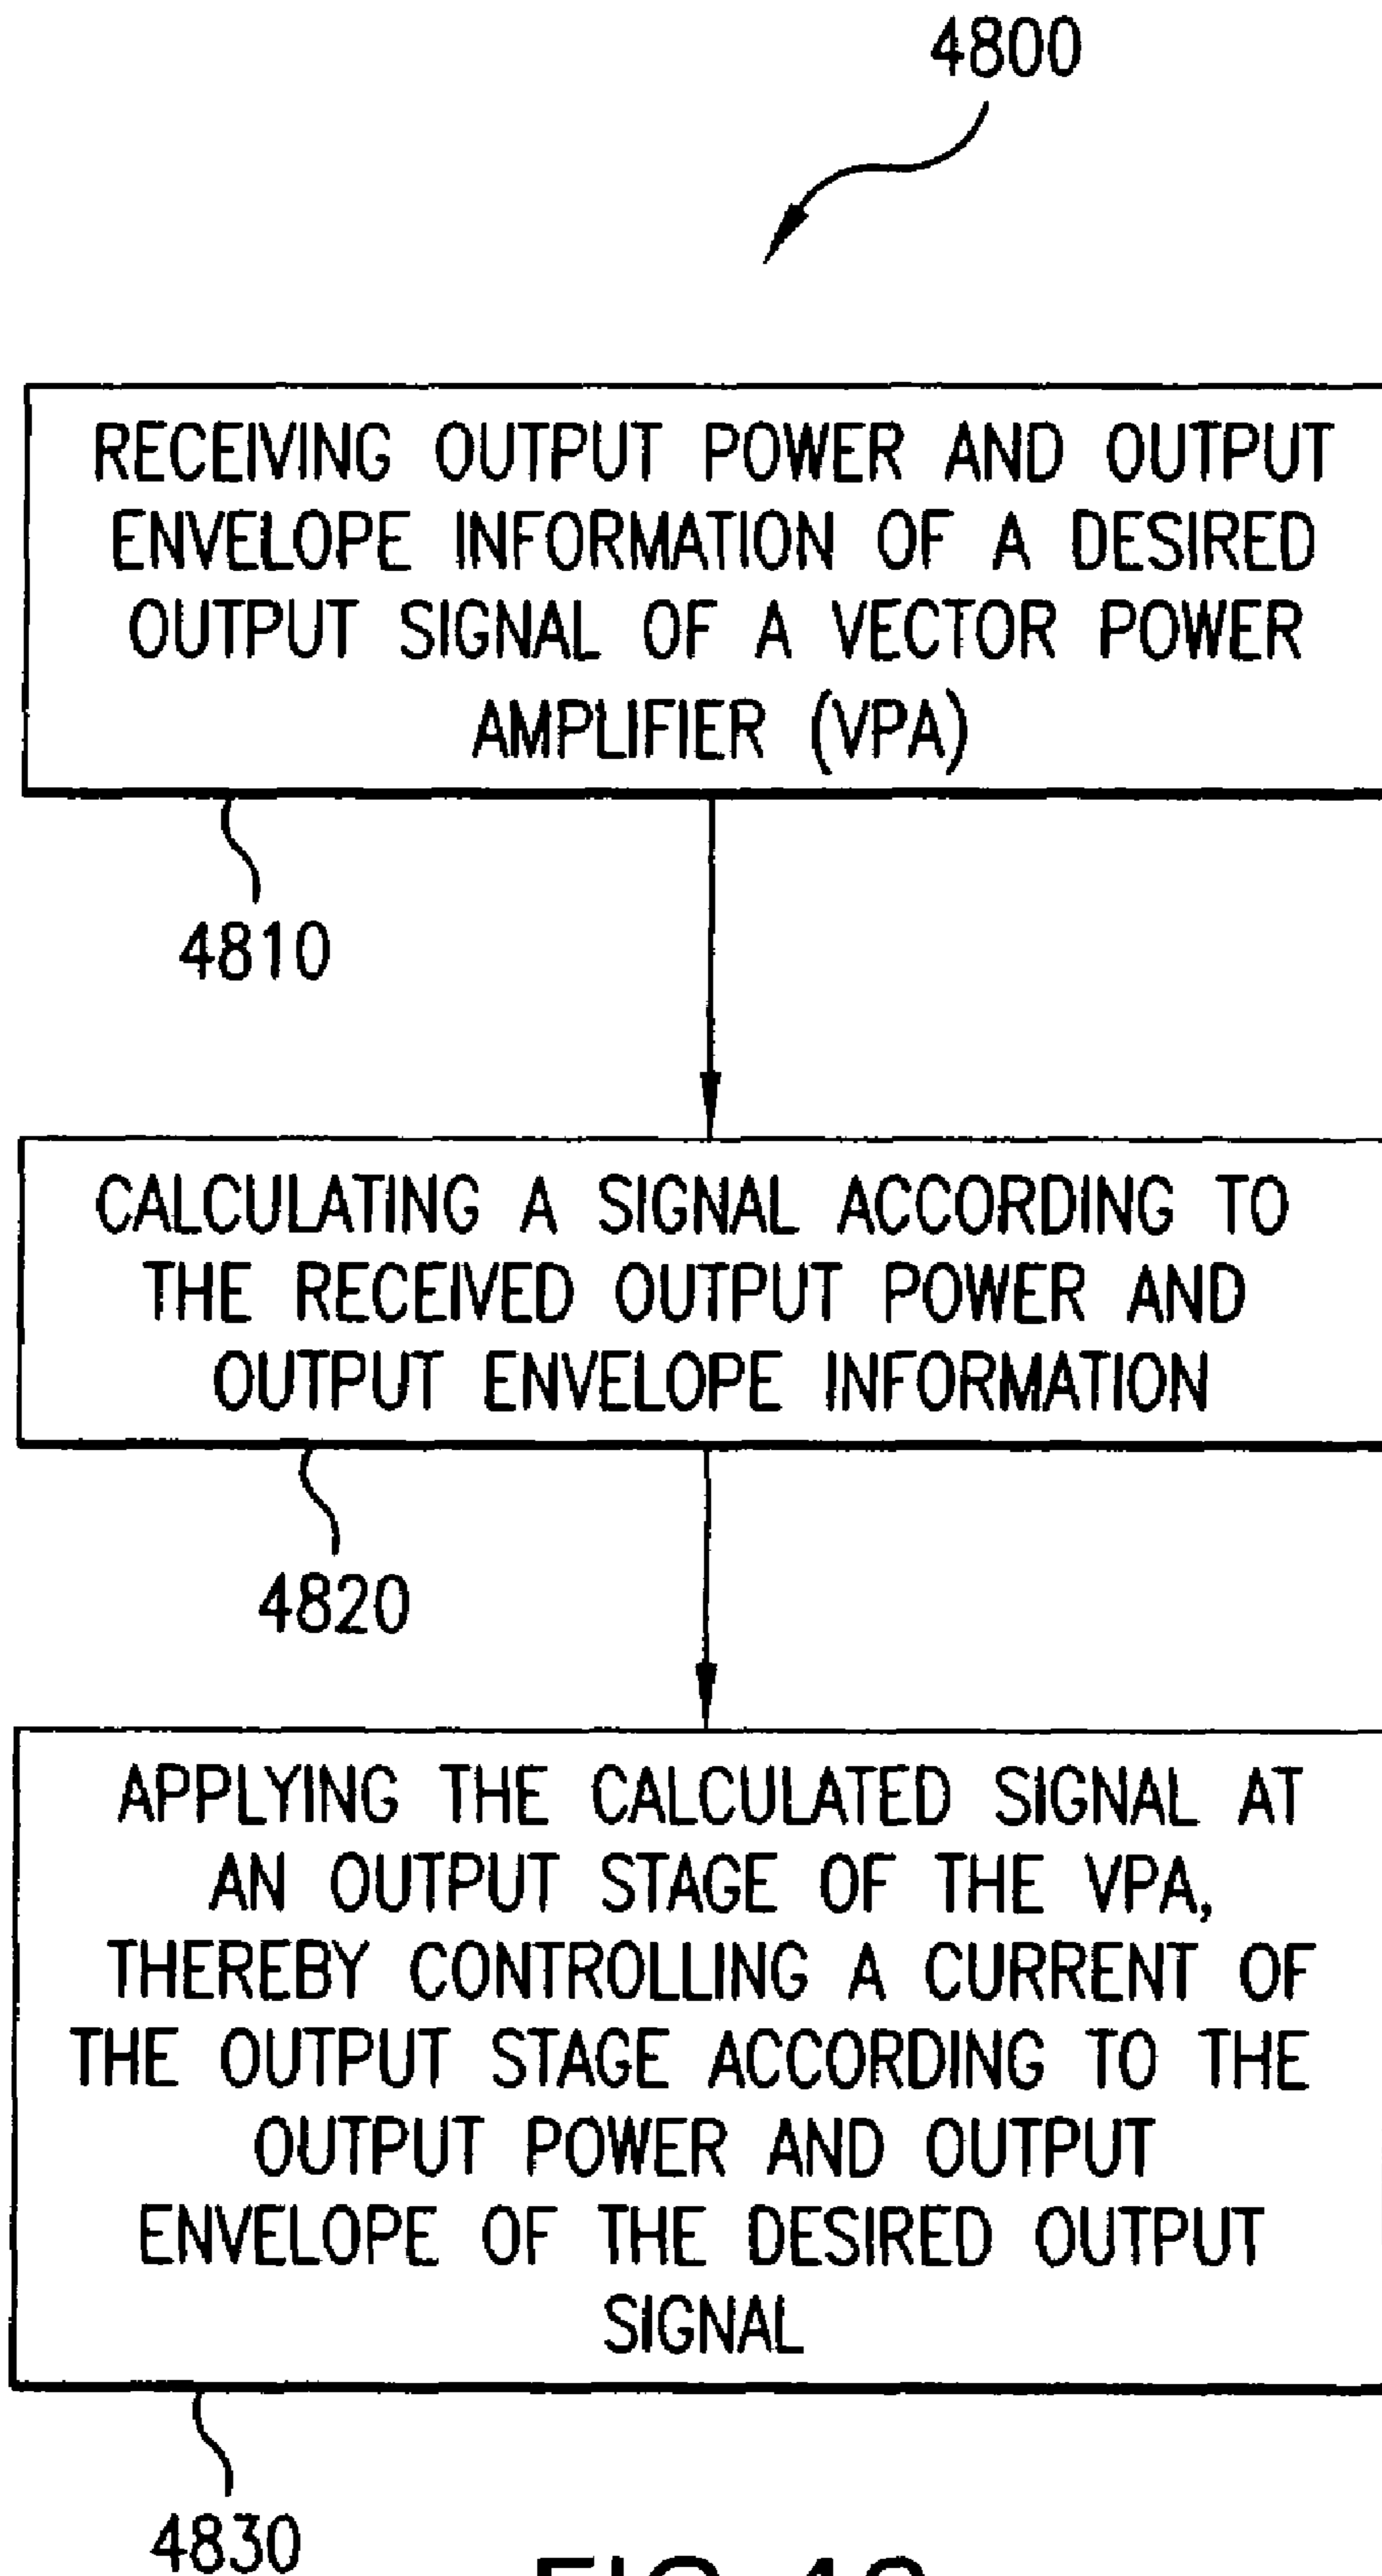 4800
RECEIVING OUTPUT POWER AND OUTPUT
ENVELOPE INFORMATION OF A DESIRED
OUTPUT SIGNAL OF A VECTOR POWER
AMPLIFIER (VPA)
4810
CALCULATING A SIGNAL ACCORDING TO
THE RECEIVED OUTPUT POWER AND
OUTPUT ENVELOPE INFORMATION
4820
APPLYING THE CALCULATED SIGNAL AT
AN OUTPUT STAGE OF THE VPA,
THEREBY CONTROLLING A CURRENT OF
THE OUTPUT STAGE ACCORDING TO THE
OUTPUT POWER AND OUTPUT
ENVELOPE OF THE DESIRED OUTPUT
SIGNAL
4830